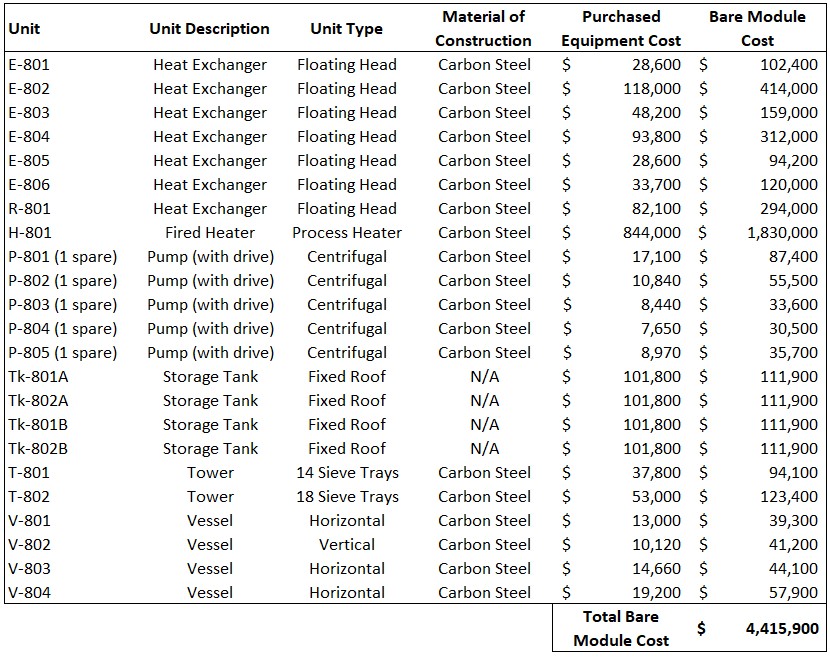 Unit Unit Description Unit Type Material of Construction Purchased Equipment Cost Bare Module Cost
E-801 Heat Exchanger Floating Head Carbon Steel $ 28,600 $ 102,400
E-802 Heat Exchanger Floating Head Carbon Steel $ 118,000 $ 414,000
E-803 Heat Exchanger Floating Head Carbon Steel $ 48,200 $ 159,000
E-804 Heat Exchanger Floating Head Carbon Steel $ 93,800 $ 312,000
E-805 Heat Exchanger Floating Head Carbon Steel $ 28,600 $ 94,200
E-806 Heat Exchanger Floating Head Carbon Steel $ 33,700 $ 120,000
R-801 Heat Exchanger Floating Head Carbon Steel $ 82,100 $ 294,000
H-801 Fired Heater Process Heater Carbon Steel $ 844,000 $ 1,830,000
P-801 (1 spare) Pump (with drive) Centrifugal Carbon Steel $ 17,100 $ 87,400
P-802 (1 spare) Pump (with drive) Centrifugal Carbon Steel $ 10,840 $ 55,500
P-803 (1 spare) Pump (with drive) Centrifugal Carbon Steel $ 8,440 $ 33,600
P-804 (1 spare) Pump (with drive) Centrifugal Carbon Steel $ 7,650 $ 30,500
P-805 (1 spare) Pump (with drive) Centrifugal Carbon Steel $ 8,970 $ 35,700
Tk-801A Storage Tank Fixed Roof N/A $ 101,800 $ 111,900
Tk-802A Storage Tank Fixed Roof N/A $ 101,800 $ 111,900
Tk-801B Storage Tank Fixed Roof N/A $ 101,800 $ 111,900
Tk-802B Storage Tank Fixed Roof N/A $ 101,800 $ 111,900
T-801 Tower 14 Sieve Trays Carbon Steel $ 37,800 $ 94,100
T-802 Tower 18 Sieve Trays Carbon Steel $ 53,000 $ 123,400
V-801 Vessel Horizontal Carbon Steel $ 13,000 $ 39,300
V-802 Vessel Vertical Carbon Steel $ 10,120 $ 41,200
V-803 Vessel Horizontal Carbon Steel $ 14,660 $ 44,100
V-804 Vessel Horizontal Carbon Steel $ 19,200 $ 57,900
Total Bare Module Cost $ 4,415,900